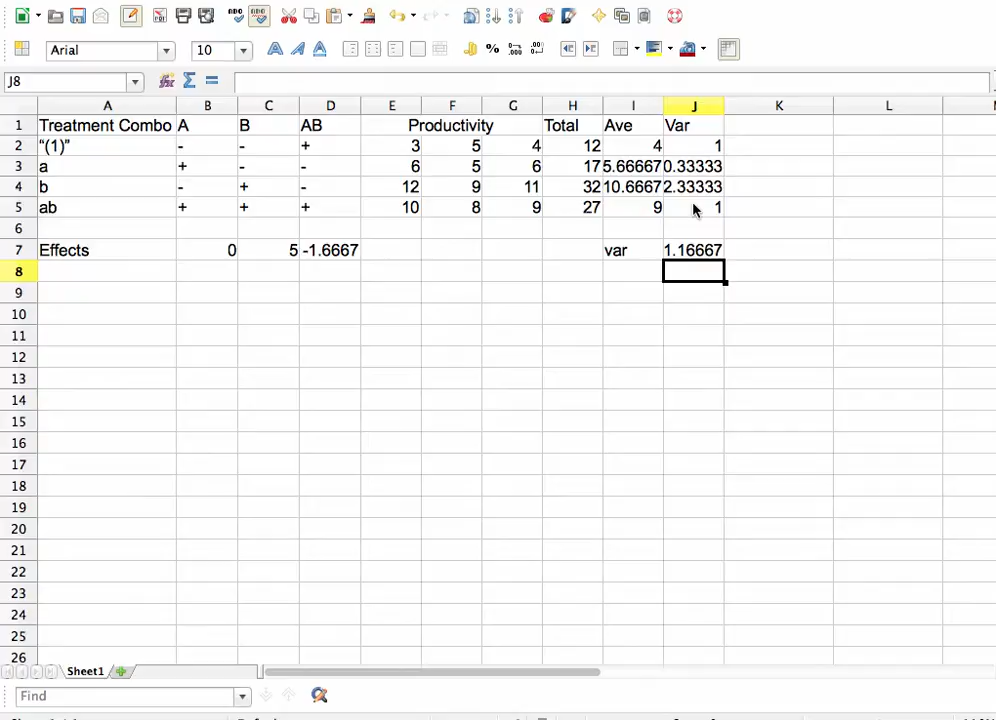 Arial 10
J8
A B C D E F G H I J K L
1 Treatment Combo A B AB Productivity Total Ave Var
2 “(1)” - - + 3 5 4 12 4 1
3 a + - - 6 5 6 17 5.66667 0.33333
4 b - + - 12 9 11 32 10.6667 2.33333
5 ab + + + 10 8 9 27 9 1
6
7 Effects 0 5 -1.6667 var 1.16667
8
9
10
11
12
13
14
15
16
17
18
19
20
21
22
23
24
25
26
Sheet1
Find